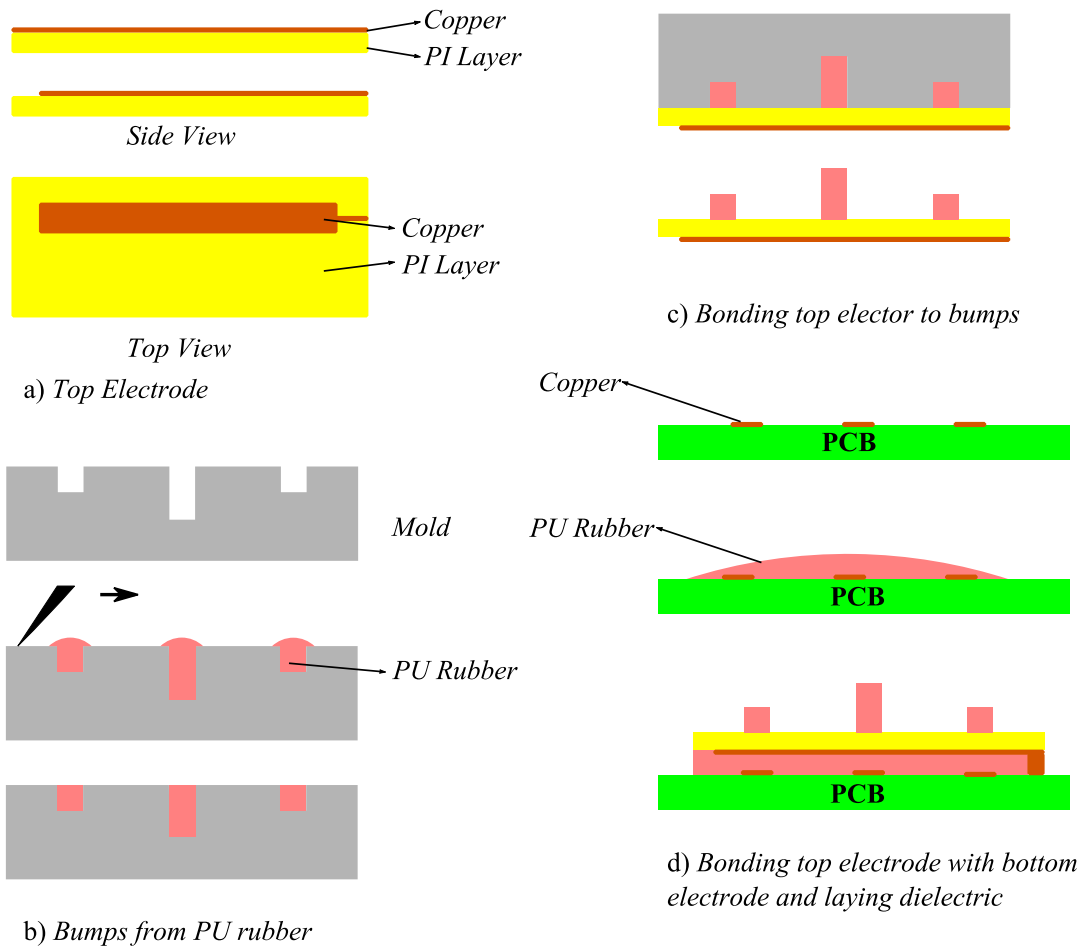 Copper
PI Layer
Side View
Copper
PI Layer
Top View
a) Top Electrode
Mold
PU Rubber
b) Bumps from PU rubber
c) Bonding top elector to bumps
Copper
PCB
PU Rubber
PCB
PCB
d) Bonding top electrode with bottom
electrode and laying dielectric